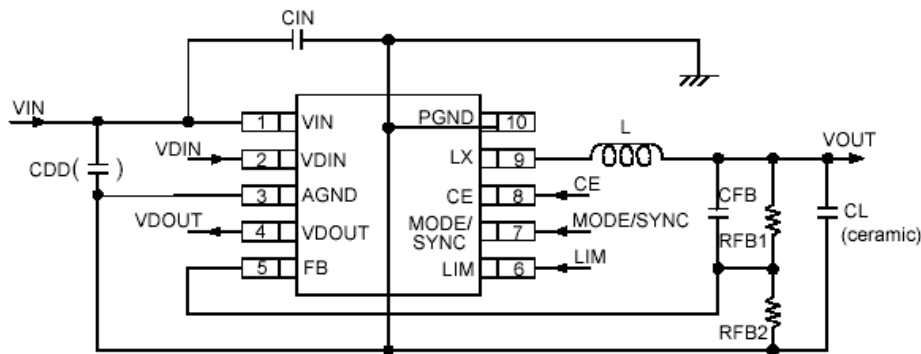 CIN
VIN
1 VIN
PGND 10
L
VOUT
VDIN
2 VDIN
LX 9
CDD( )
CE
CFB
3 AGND
CE 8
CL
(ceramic)
VDOUT
4 VDOUT
MODE/
SYNC 7
MODE/SYNC
RFB1
5 FB
LIM 6
LIM
RFB2